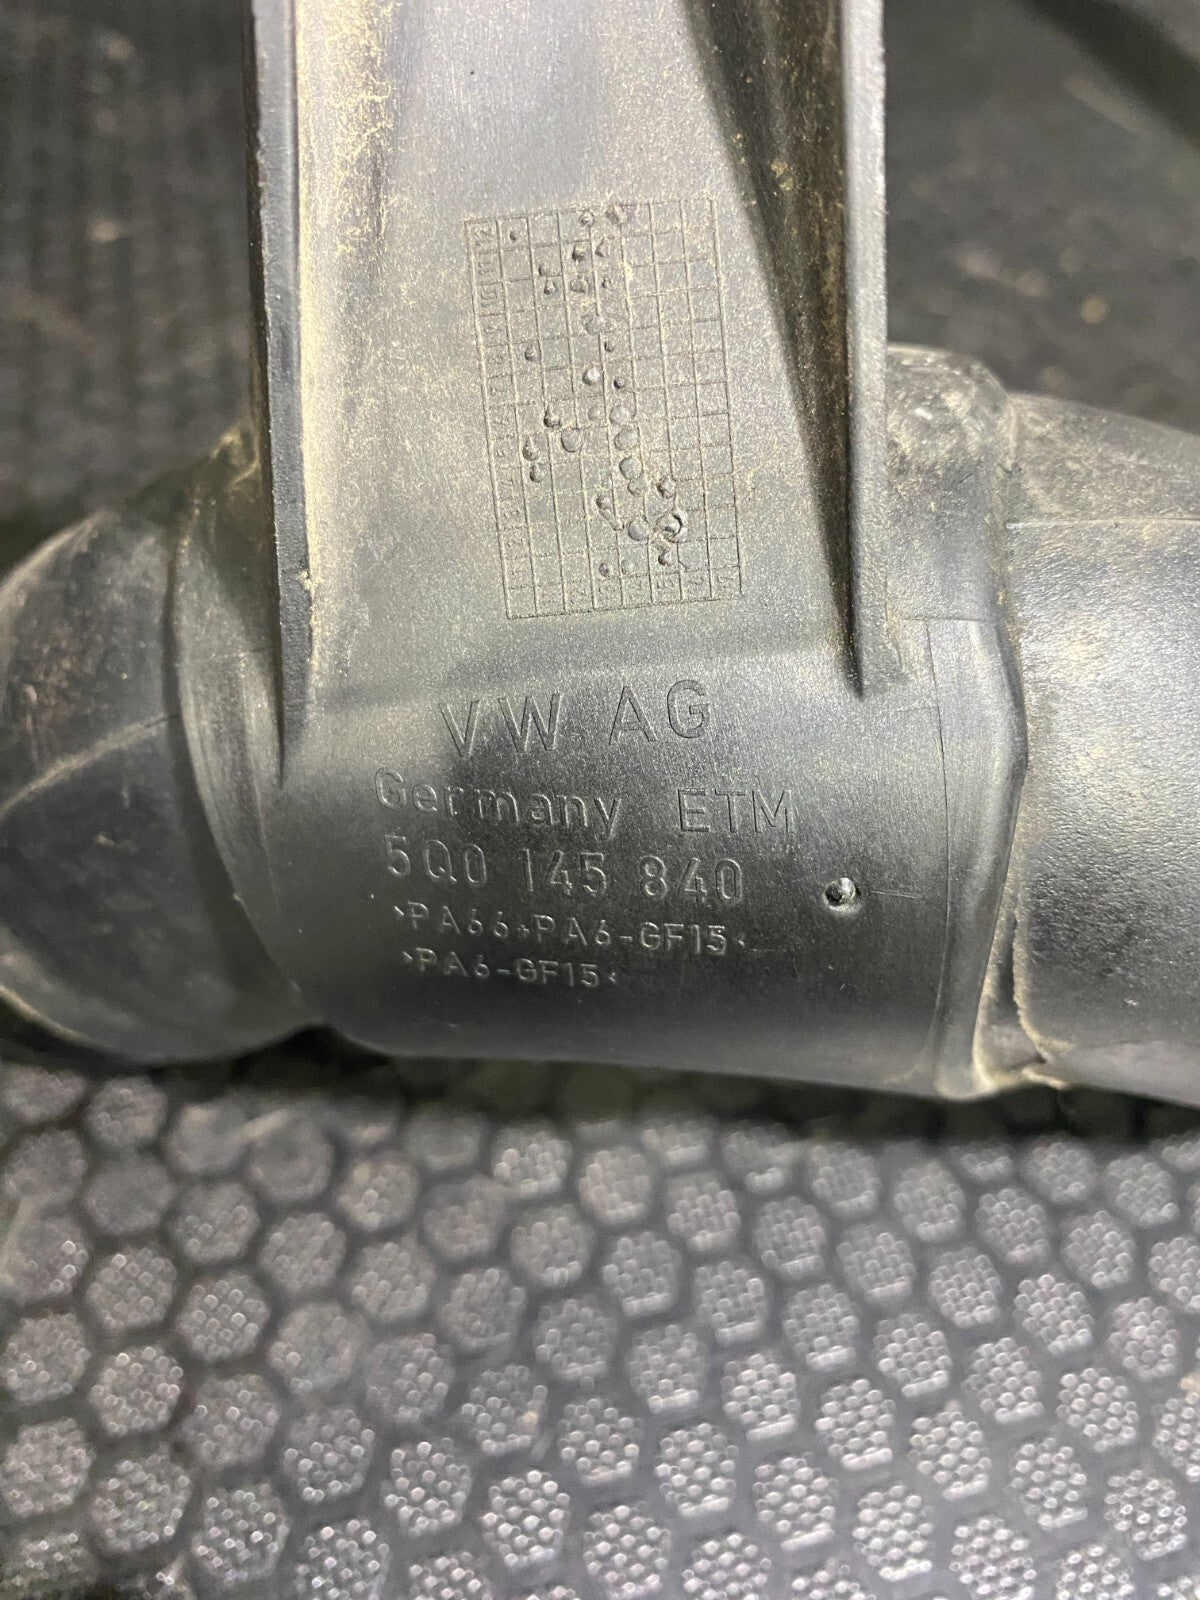 VW AG
Germany ETM
5Q0 145 840
>PA66+PA6-GF15<
>PA6-GF15<